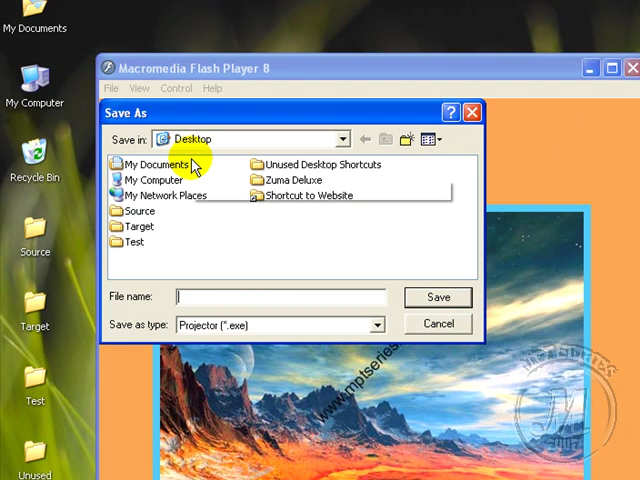 My Documents
My Computer
Recycle Bin
Source
Target
Test
Unused
Macromedia Flash Player 8
File View Control Help
Save As
Save in: Desktop
My Documents
My Computer
My Network Places
Source
Target
Test
Unused Desktop Shortcuts
Zuma Deluxe
Shortcut to Website
File name:
Save
Save as type: Projector (*.exe)
Cancel
www.mptseries
2007